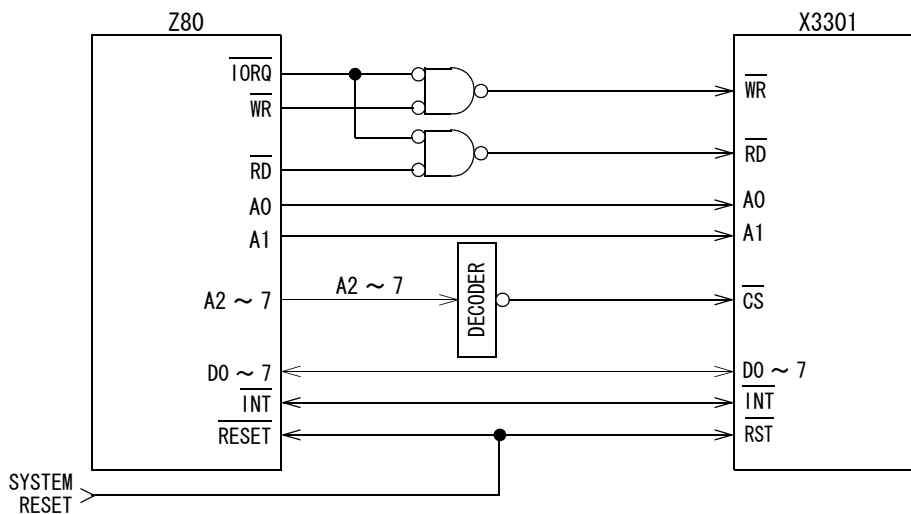 Z80
X3301
IORQ
WR
WR
RD
RD
A0
A0
A1
A1
A2 ~ 7
A2 ~ 7
DECODER
CS
D0 ~ 7
D0 ~ 7
INT
INT
RESET
RST
SYSTEM
RESET